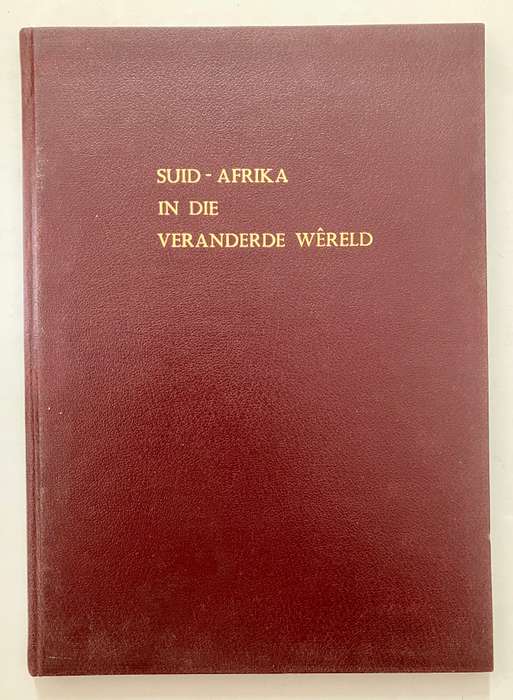 SUID - AFRIKA
IN DIE
VERANDERDE WÊRELD